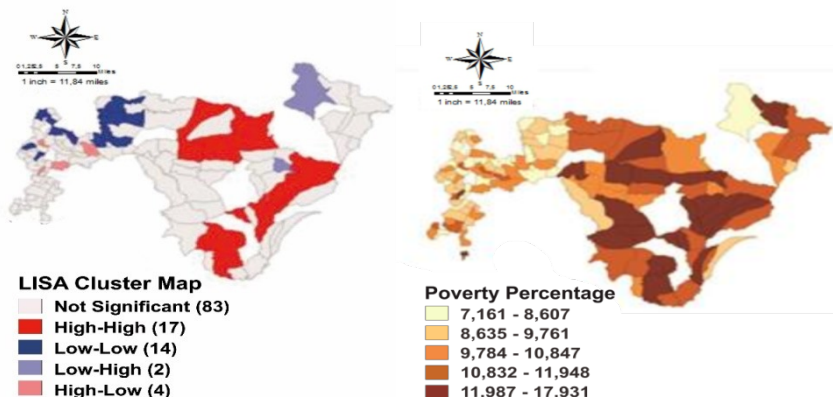 N
W
E
S
Miles
1 inch = 11,84 miles
LISA Cluster Map
Not Significant (83)
High-High (17)
Low-Low (14)
Low-High (2)
High-Low (4)
N
W
E
S
Miles
1 inch = 11,84 miles
Poverty Percentage
7,161 - 8,607
8,635 - 9,761
9,784 - 10,847
10,832 - 11,948
11,987 - 17,931